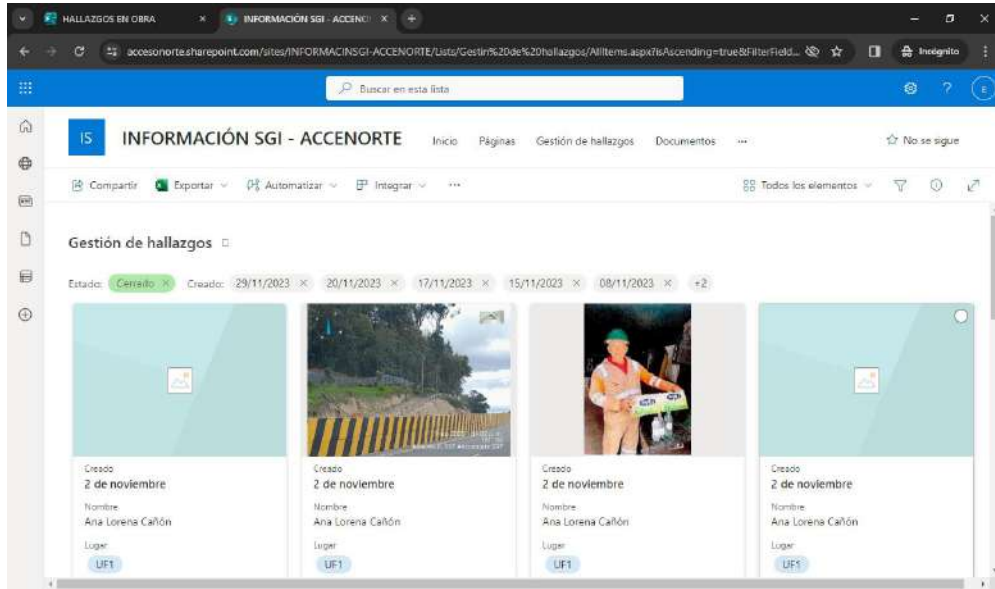 HALLAZGOS EN OBRA
INFORMACIÓN SGI - ACCENO
accesonorte.sharepoint.com/sites/INFORMACINSGI-ACCENORTE/Lists/Gestin%20de%20hallazgos/AllItems.aspx?isAscending=true&FilterField...
Incógnito
Buscar en esta lista
E
IS
INFORMACIÓN SGI - ACCENORTE
Inicio Páginas Gestión de hallazgos Documentos ...
No se sigue
Compartir Exportar Automatizar Integrar ...
Todos los elementos
Gestión de hallazgos
Estado: Cerrado Creado: 29/11/2023 20/11/2023 17/11/2023 15/11/2023 08/11/2023 +2
Creado Creado Creado Creado
2 de noviembre 2 de noviembre 2 de noviembre 2 de noviembre
Nombre Nombre Nombre Nombre
Ana Lorena Cañón Ana Lorena Cañón Ana Lorena Cañón Ana Lorena Cañón
Lugar Lugar Lugar Lugar
UF1 UF1 UF1 UF1